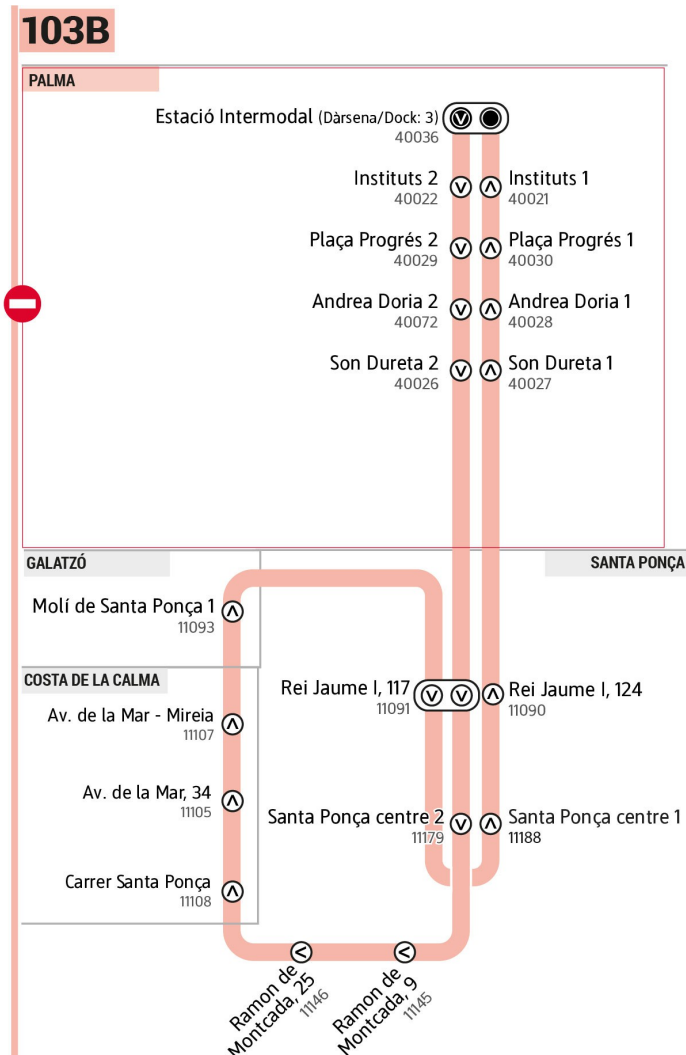 103B
PALMA
Estació Intermodal (Dàrsena/Dock: 3)
40036
Instituts 2
40022
Instituts 1
40021
Plaça Progrés 2
40029
Plaça Progrés 1
40030
Andrea Doria 2
40072
Andrea Doria 1
40028
Son Dureta 2
40026
Son Dureta 1
40027
GALATZÓ
SANTA PONÇA
Molí de Santa Ponça 1
11093
COSTA DE LA CALMA
Rei Jaume I, 117
11091
Rei Jaume I, 124
11090
Av. de la Mar - Mireia
11107
Av. de la Mar, 34
11105
Santa Ponça centre 2
11179
Santa Ponça centre 1
11188
Carrer Santa Ponça
11108
Ramon de
Montcada, 25
11146
Ramon de
Montcada, 9
11145